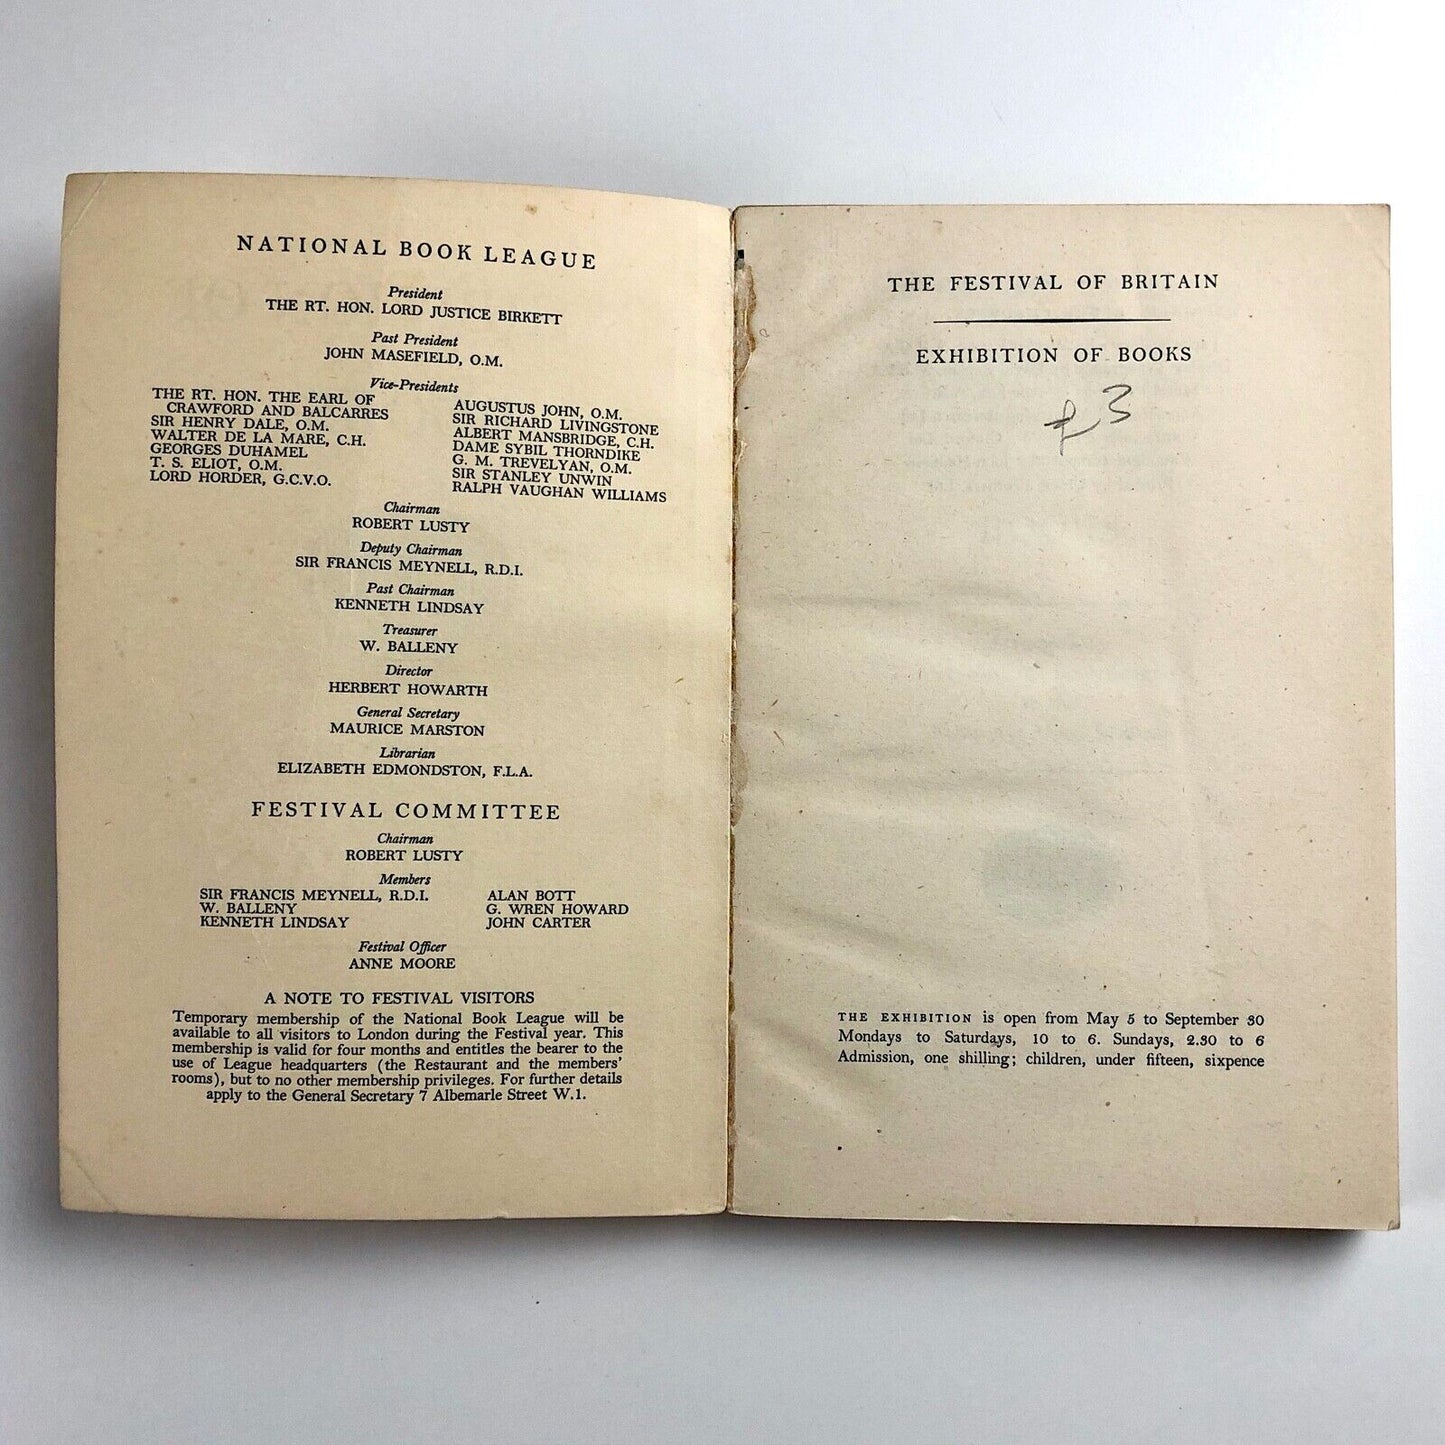 NATIONAL BOOK LEAGUE
President
THE RT. HON. LORD JUSTICE BIRKETT
Past President
JOHN MASEFIELD, O.M.
Vice-Presidents
THE RT. HON. THE EARL OF
CRAWFORD AND BALCARRES
SIR HENRY DALE, O.M.
WALTER DE LA MARE, C.H.
GEORGES DUHAMEL
T. S. ELIOT, O.M.
LORD HORDER, G.C.V.O.
AUGUSTUS JOHN, O.M.
SIR RICHARD LIVINGSTONE
ALBERT MANSBRIDGE, C.H.
DAME SYBIL THORNDIKE
G. M. TREVELYAN, O.M.
SIR STANLEY UNWIN
RALPH VAUGHAN WILLIAMS
Chairman
ROBERT LUSTY
Deputy Chairman
SIR FRANCIS MEYNELL, R.D.I.
Past Chairman
KENNETH LINDSAY
Treasurer
W. BALLENY
Director
HERBERT HOWARTH
General Secretary
MAURICE MARSTON
Librarian
ELIZABETH EDMONDSTON, F.L.A.
FESTIVAL COMMITTEE
Chairman
ROBERT LUSTY
Members
SIR FRANCIS MEYNELL, R.D.I.
W. BALLENY
KENNETH LINDSAY
ALAN BOTT
G. WREN HOWARD
JOHN CARTER
Festival Officer
ANNE MOORE
A NOTE TO FESTIVAL VISITORS
Temporary membership of the National Book League will be
available to all visitors to London during the Festival year. This
membership is valid for four months and entitles the bearer to the
use of League headquarters (the Restaurant and the members'
rooms), but to no other membership privileges. For further details
apply to the General Secretary 7 Albemarle Street W.1.
THE FESTIVAL OF BRITAIN
EXHIBITION OF BOOKS
£3
THE EXHIBITION is open from May 5 to September 30
Mondays to Saturdays, 10 to 6. Sundays, 2.30 to 6
Admission, one shilling; children, under fifteen, sixpence